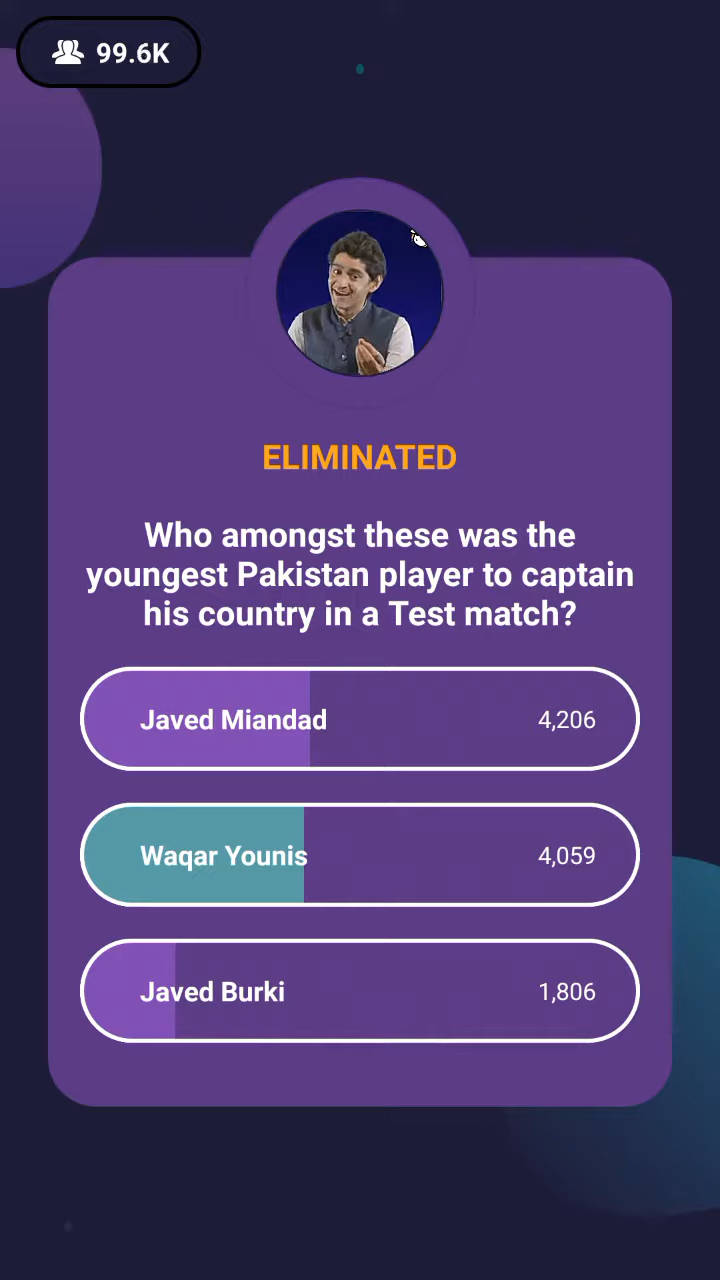 99.6K
ELIMINATED
Who amongst these was the
youngest Pakistan player to captain
his country in a Test match?
Javed Miandad 4,206
Waqar Younis 4,059
Javed Burki 1,806